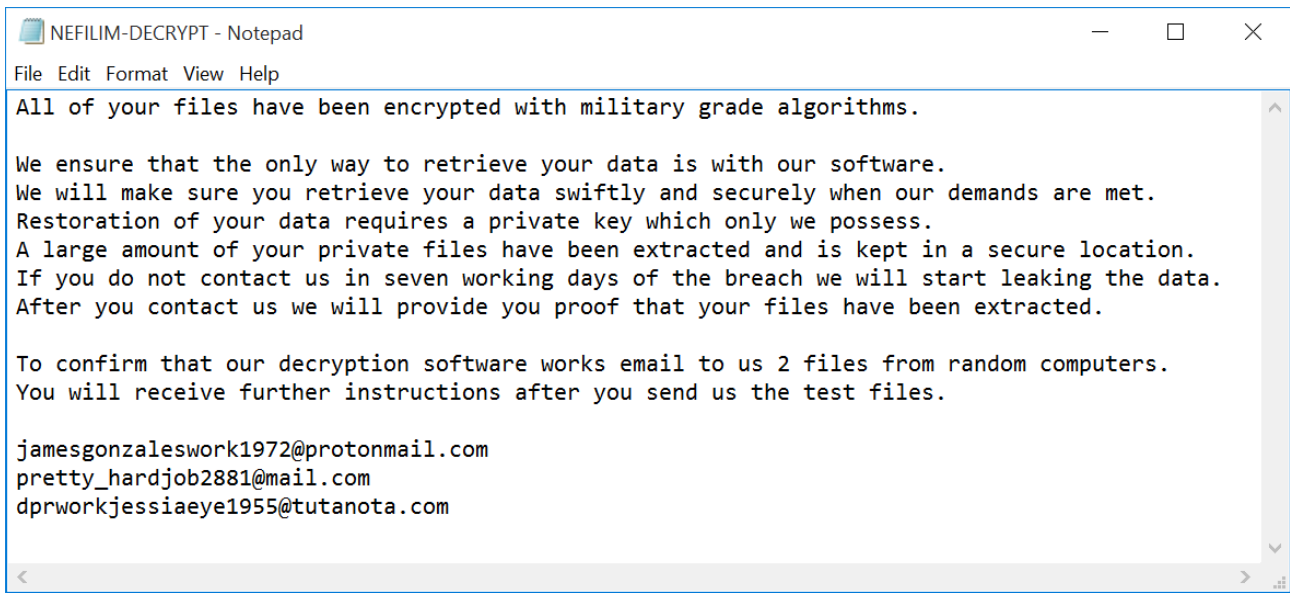 NEFILIM-DECRYPT - Notepad
File Edit Format View Help
All of your files have been encrypted with military grade algorithms.
We ensure that the only way to retrieve your data is with our software.
We will make sure you retrieve your data swiftly and securely when our demands are met.
Restoration of your data requires a private key which only we possess.
A large amount of your private files have been extracted and is kept in a secure location.
If you do not contact us in seven working days of the breach we will start leaking the data.
After you contact us we will provide you proof that your files have been extracted.
To confirm that our decryption software works email to us 2 files from random computers.
You will receive further instructions after you send us the test files.
jamesgonzaleswork1972@protonmail.com
pretty_hardjob2881@mail.com
dprworkjessiaeye1955@tutanota.com